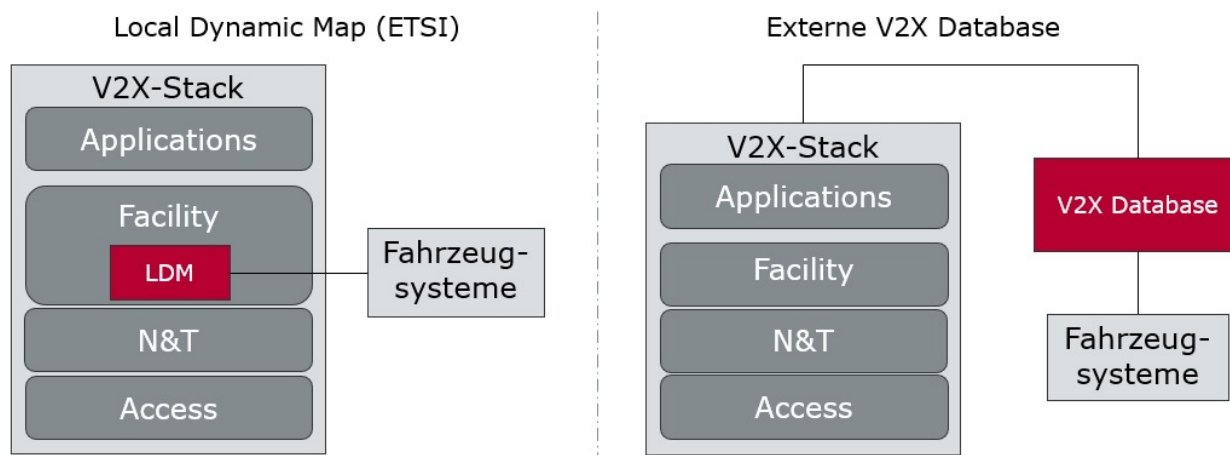 Local Dynamic Map (ETSI)
V2X-Stack
Applications
Facility
LDM
N&T
Access
Fahrzeug-
systeme
Externe V2X Database
V2X-Stack
Applications
Facility
N&T
Access
V2X Database
Fahrzeug-
systeme